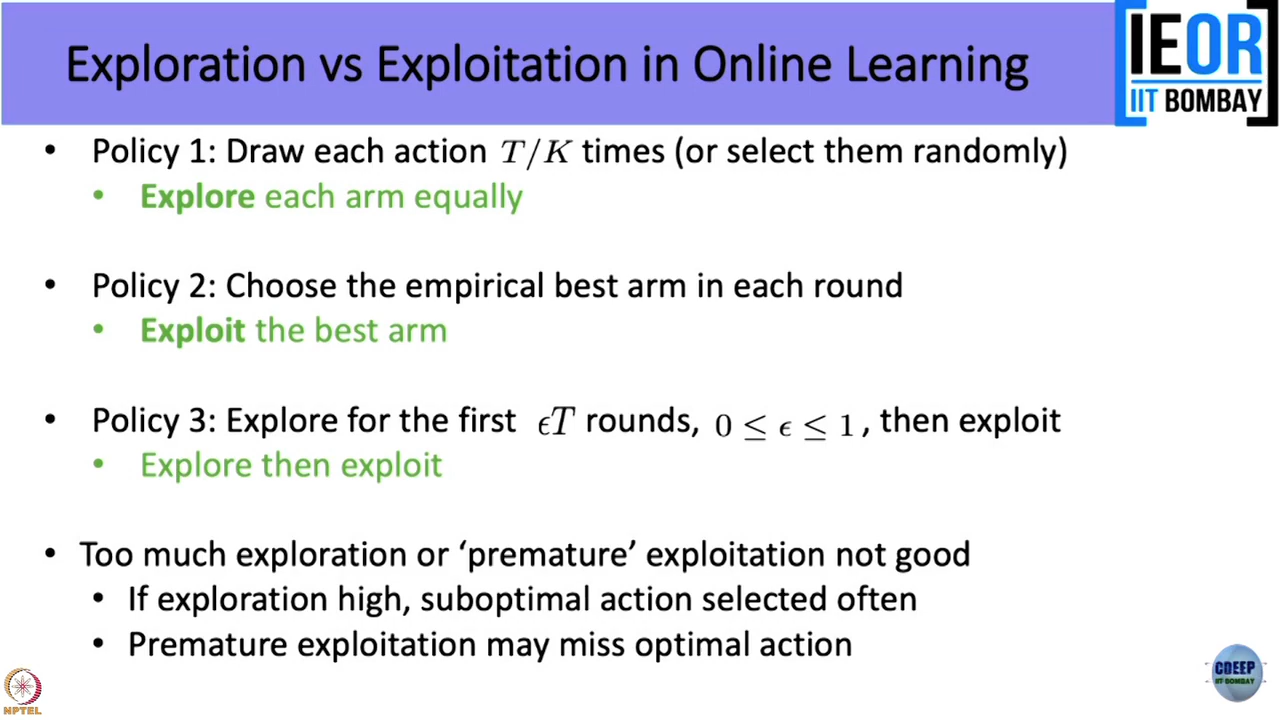 Exploration vs Exploitation in Online Learning
IEOR
IIT BOMBAY
• Policy 1: Draw each action T/K times (or select them randomly)
• Explore each arm equally
• Policy 2: Choose the empirical best arm in each round
• Exploit the best arm
• Policy 3: Explore for the first ϵT rounds, 0 ≤ ϵ ≤ 1, then exploit
• Explore then exploit
• Too much exploration or ‘premature’ exploitation not good
• If exploration high, suboptimal action selected often
• Premature exploitation may miss optimal action
NPTEL
CDEEP
IIT BOMBAY